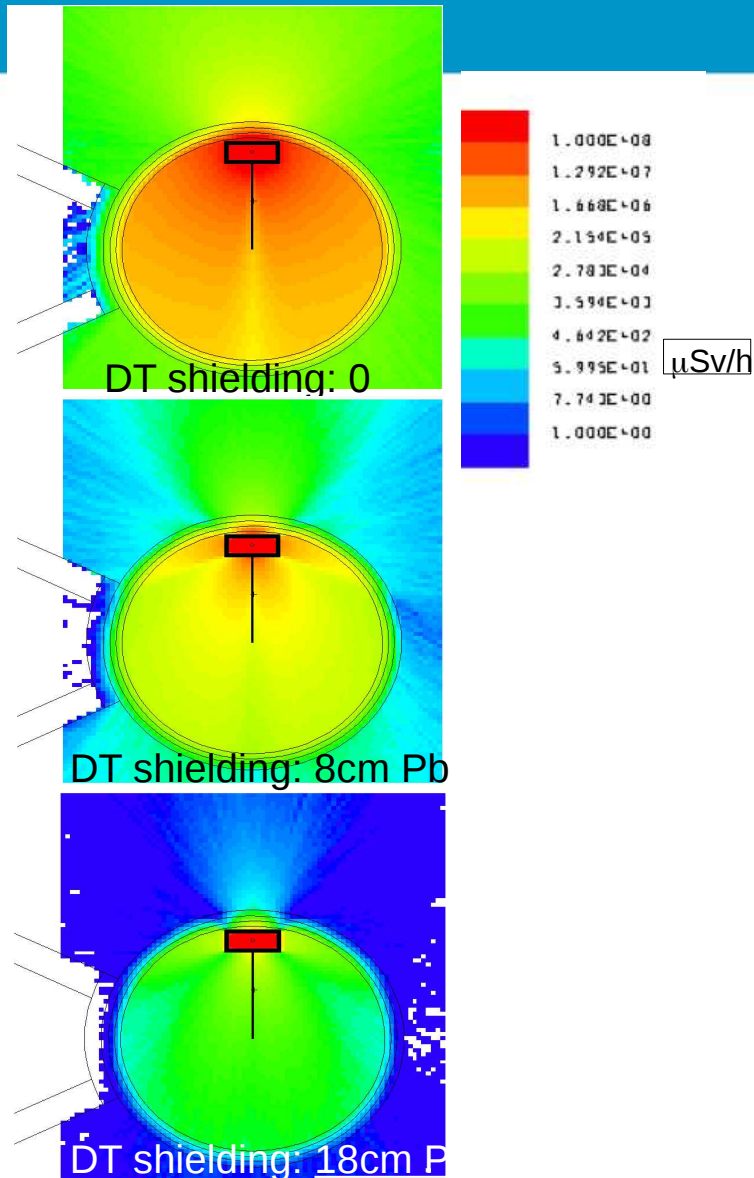 DT shielding: 0
1.000E+08
1.292E+07
1.668E+06
2.154E+05
2.783E+04
3.594E+03
4.642E+02
5.995E+01
7.743E+00
1.000E+00
μSv/h
DT shielding: 8cm Pb
DT shielding: 18cm P